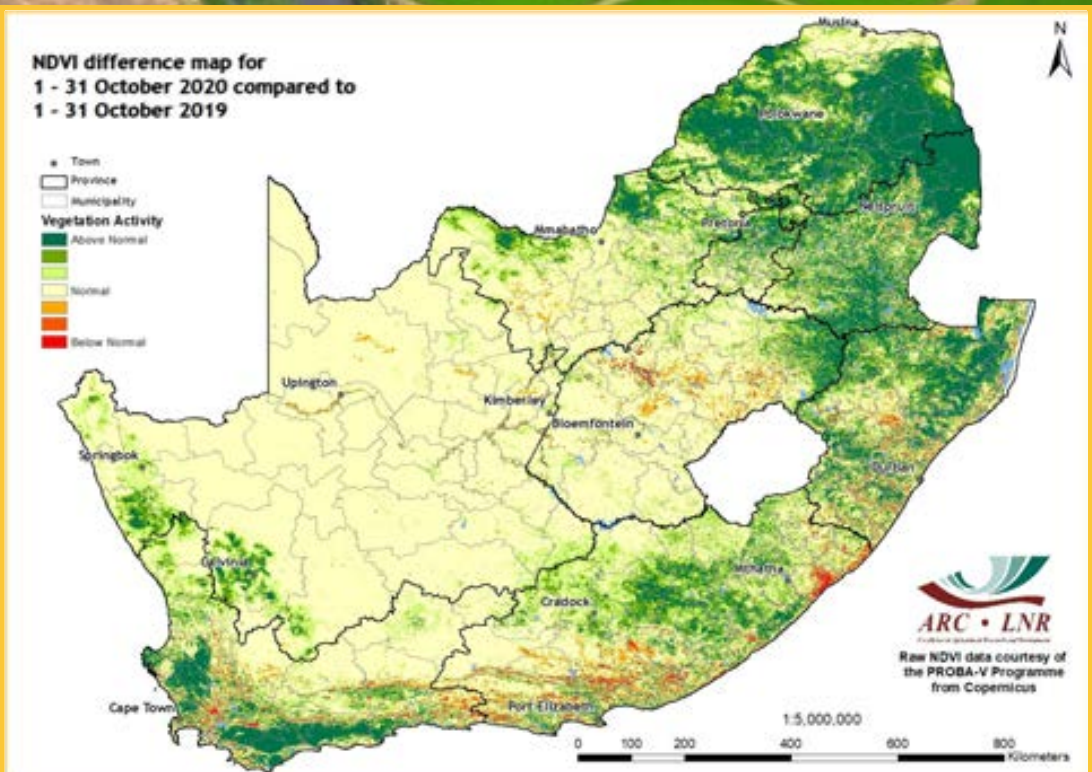 NDVI difference map for
1 - 31 October 2020 compared to
1 - 31 October 2019
Town
Province
Municipality
Vegetation Activity
Above Normal
Normal
Below Normal
N
Musina
Polokwane
Nelspruit
Pretoria
Mmabatho
Upington
Kimberley
Bloemfontein
Springbok
Durban
Calvinia
Mthatha
Cradock
Cape Town
Port Elizabeth
ARC • LNR
Raw NDVI data courtesy of
the PROBA-V Programme
from Copernicus
1:5,000,000
0 100 200 400 600 800
Kilometers